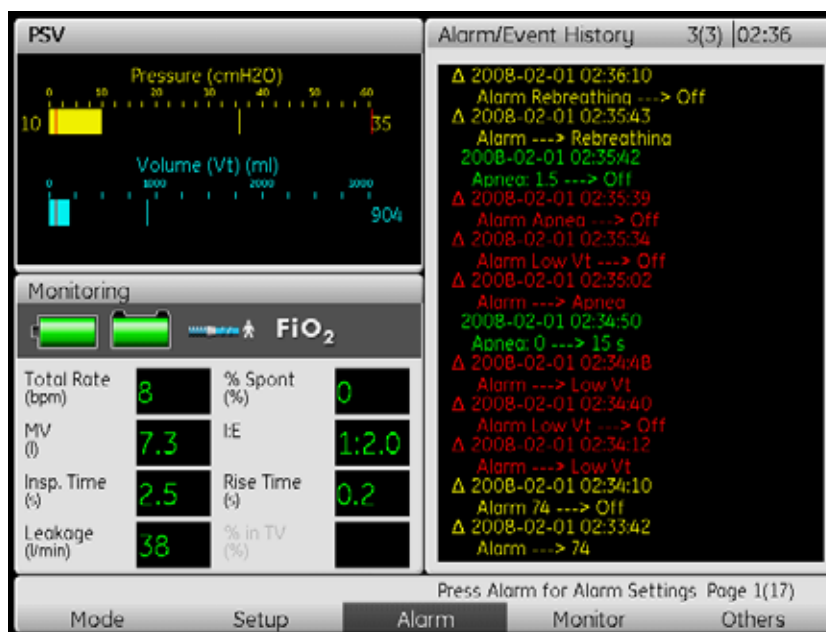 PSV
Pressure (cmH2O)
0 10 20 30 40 50 60
10 35
Volume (Vt) (ml)
0 1000 2000 3000
904
Monitoring
FiO2
Total Rate (bpm) 8 % Spont (%) 0
MV (l) 7.3 I:E 1:2.0
Insp. Time (s) 2.5 Rise Time (s) 0.2
Leakage (l/min) 38 % in TV (%)
Alarm/Event History 3(3) 02:36
Δ 2008-02-01 02:36:10
Alarm Rebreathing ---> Off
Δ 2008-02-01 02:35:43
Alarm ---> Rebreathing
2008-02-01 02:35:42
Apnea: 1.5 ---> Off
Δ 2008-02-01 02:35:39
Alarm Apnea ---> Off
Δ 2008-02-01 02:35:34
Alarm Low Vt ---> Off
Δ 2008-02-01 02:35:02
Alarm ---> Apnea
2008-02-01 02:34:50
Apnea: 0 ---> 15 s
Δ 2008-02-01 02:34:48
Alarm ---> Low Vt
Δ 2008-02-01 02:34:40
Alarm Low Vt ---> Off
Δ 2008-02-01 02:34:12
Alarm ---> Low Vt
Δ 2008-02-01 02:34:10
Alarm 74 ---> Off
Δ 2008-02-01 02:33:42
Alarm ---> 74
Press Alarm for Alarm Settings Page 1(17)
Mode Setup Alarm Monitor Others